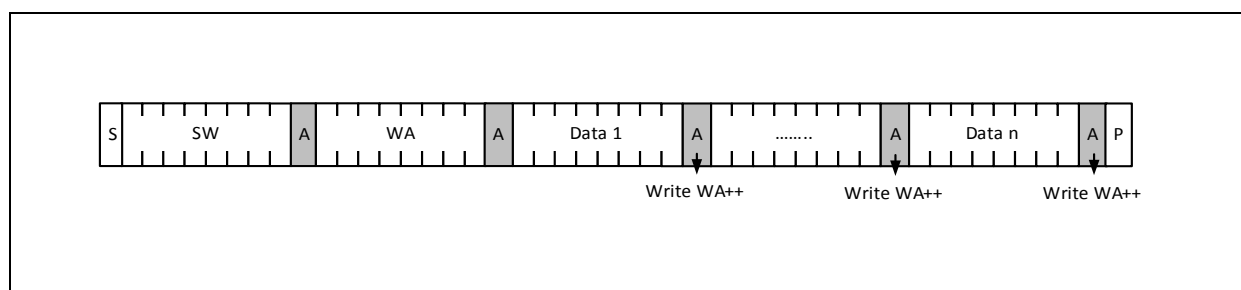 S SW A WA A Data 1 A …….. A Data n A P
Write WA++ Write WA++ Write WA++